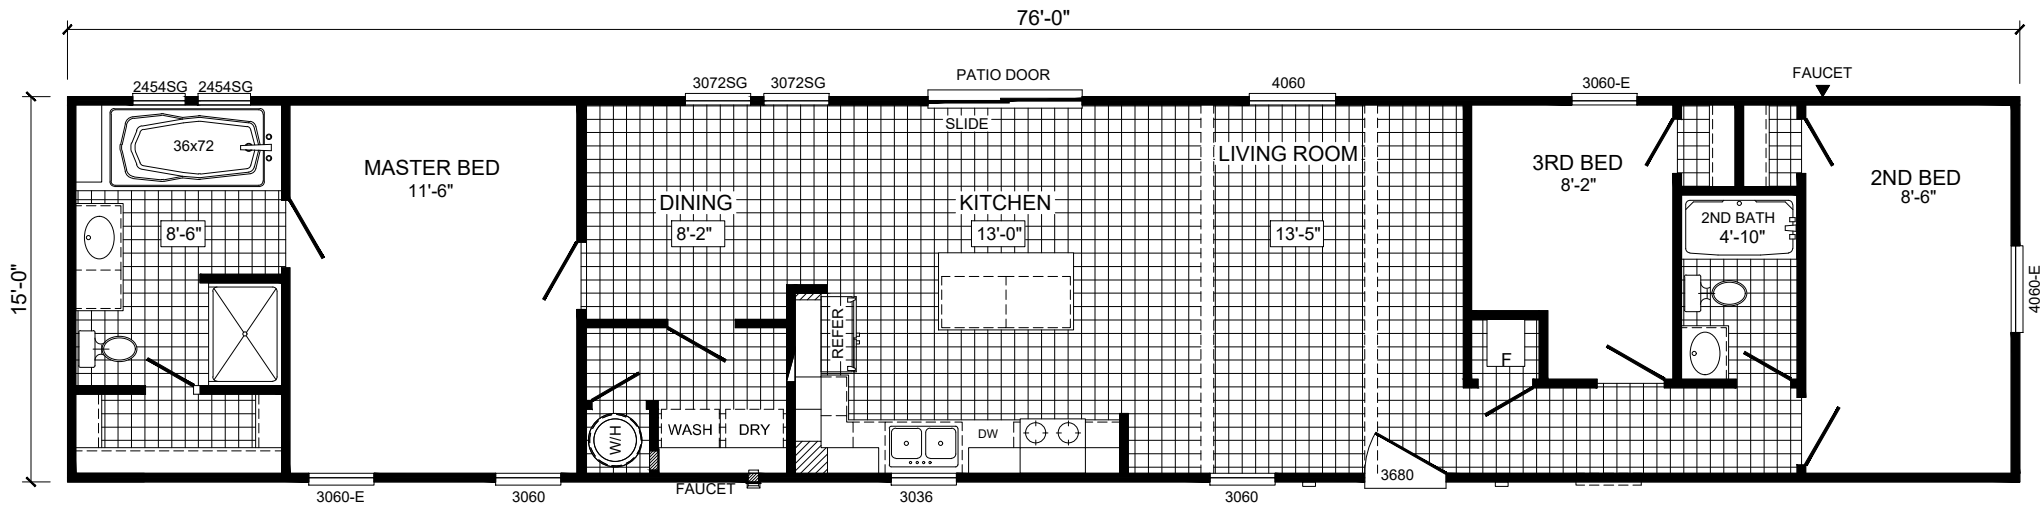 76'-0"
2454SG
2454SG
3072SG
3072SG
PATIO DOOR
4060
3060-E
FAUCET
SLIDE
36x72
MASTER BED
11'-6"
LIVING ROOM
3RD BED
8'-2"
2ND BED
8'-6"
DINING
8'-2"
KITCHEN
13'-0"
13'-5"
8'-6"
2ND BATH
4'-10"
15'-0"
4060-E
REFER
F
W/H
WASH
DRY
DW
3680
3060-E
3060
FAUCET
3036
3060